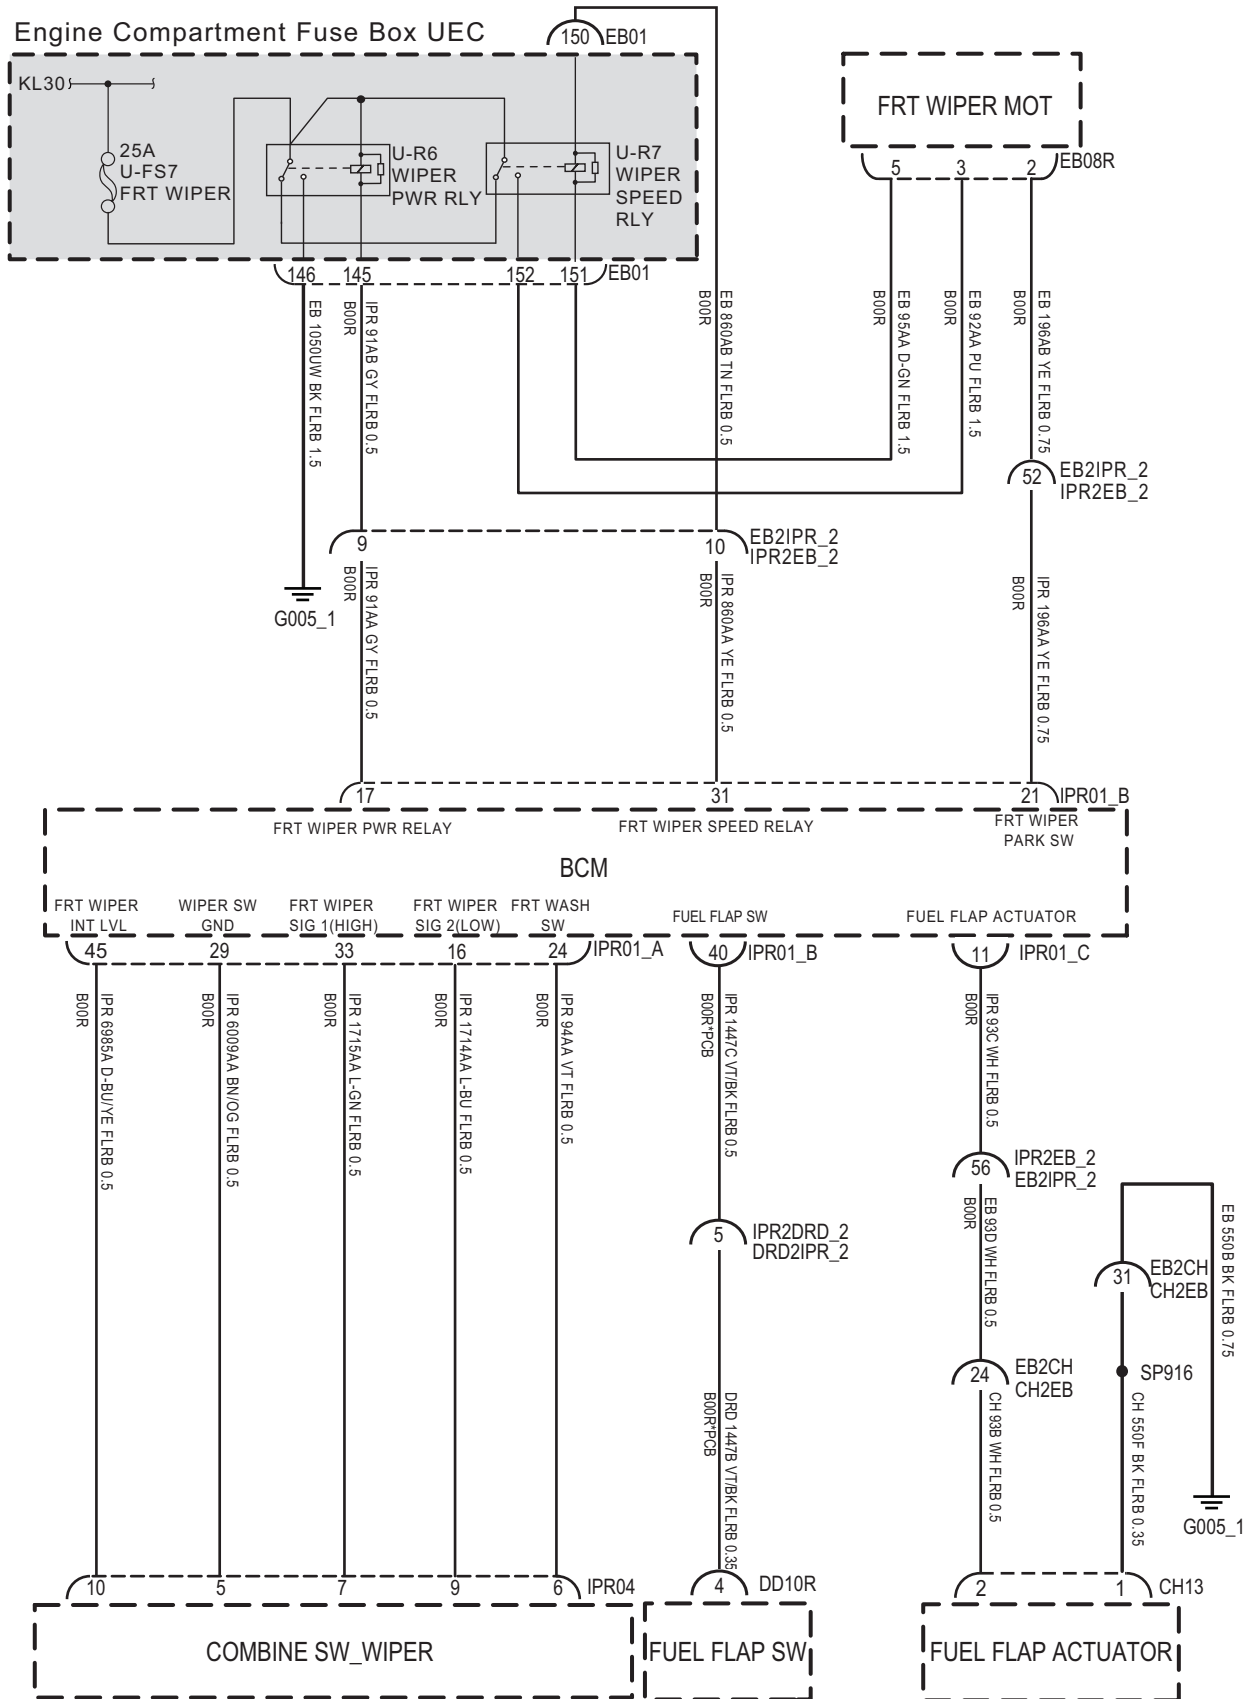 Engine Compartment Fuse Box UEC
150
EB01
KL30
25A
U-FS7
FRT WIPER
U-R6
WIPER
PWR RLY
U-R7
WIPER
SPEED
RLY
146
145
152
151
EB01
FRT WIPER MOT
5
3
2
EB08R
EB 1050UW BK FLRB 1.5
IPR 91AB GY FLRB 0.5
B00R
EB 860AB TN FLRB 0.5
B00R
EB 95AA D-GN FLRB 1.5
B00R
EB 92AA PU FLRB 1.5
B00R
EB 196AB YE FLRB 0.75
B00R
52
EB2IPR_2
IPR2EB_2
9
10
EB2IPR_2
IPR2EB_2
G005_1
IPR 91AA GY FLRB 0.5
B00R
IPR 860AA YE FLRB 0.5
B00R
IPR 196AA YE FLRB 0.75
B00R
17
31
21
IPR01_B
FRT WIPER PWR RELAY
FRT WIPER SPEED RELAY
FRT WIPER
PARK SW
BCM
FRT WIPER
INT LVL
WIPER SW
GND
FRT WIPER
SIG 1(HIGH)
FRT WIPER
SIG 2(LOW)
FRT WASH
SW
FUEL FLAP SW
FUEL FLAP ACTUATOR
45
29
33
16
24
IPR01_A
40
IPR01_B
11
IPR01_C
IPR 6985A D-BU/YE FLRB 0.5
B00R
IPR 6009AA BN/OG FLRB 0.5
B00R
IPR 1715AA L-GN FLRB 0.5
B00R
IPR 1714AA L-BU FLRB 0.5
B00R
IPR 94AA VT FLRB 0.5
B00R
IPR 1447C VT/BK FLRB 0.5
B00R*PCB
IPR 93C WH FLRB 0.5
B00R
56
IPR2EB_2
EB2IPR_2
5
IPR2DRD_2
DRD2IPR_2
EB 93D WH FLRB 0.5
B00R
31
EB2CH
CH2EB
EB 550B BK FLRB 0.75
24
EB2CH
CH2EB
SP916
DRD 1447B VT/BK FLRB 0.35
B00R*PCB
CH 93B WH FLRB 0.5
CH 550F BK FLRB 0.35
G005_1
10
5
7
9
6
IPR04
4
DD10R
2
1
CH13
COMBINE SW_WIPER
FUEL FLAP SW
FUEL FLAP ACTUATOR